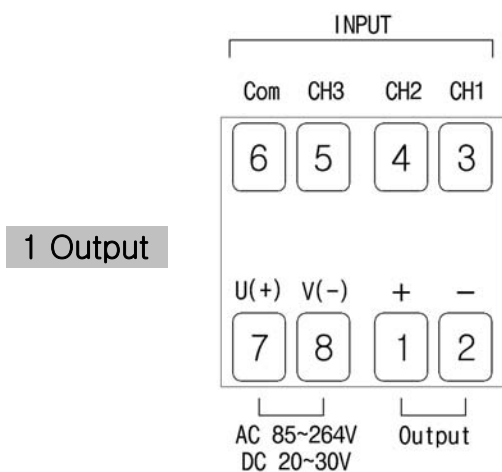 INPUT
Com CH3 CH2 CH1
6 5 4 3
1 Output
U(+) V(-) + -
7 8 1 2
AC 85~264V Output
DC 20~30V